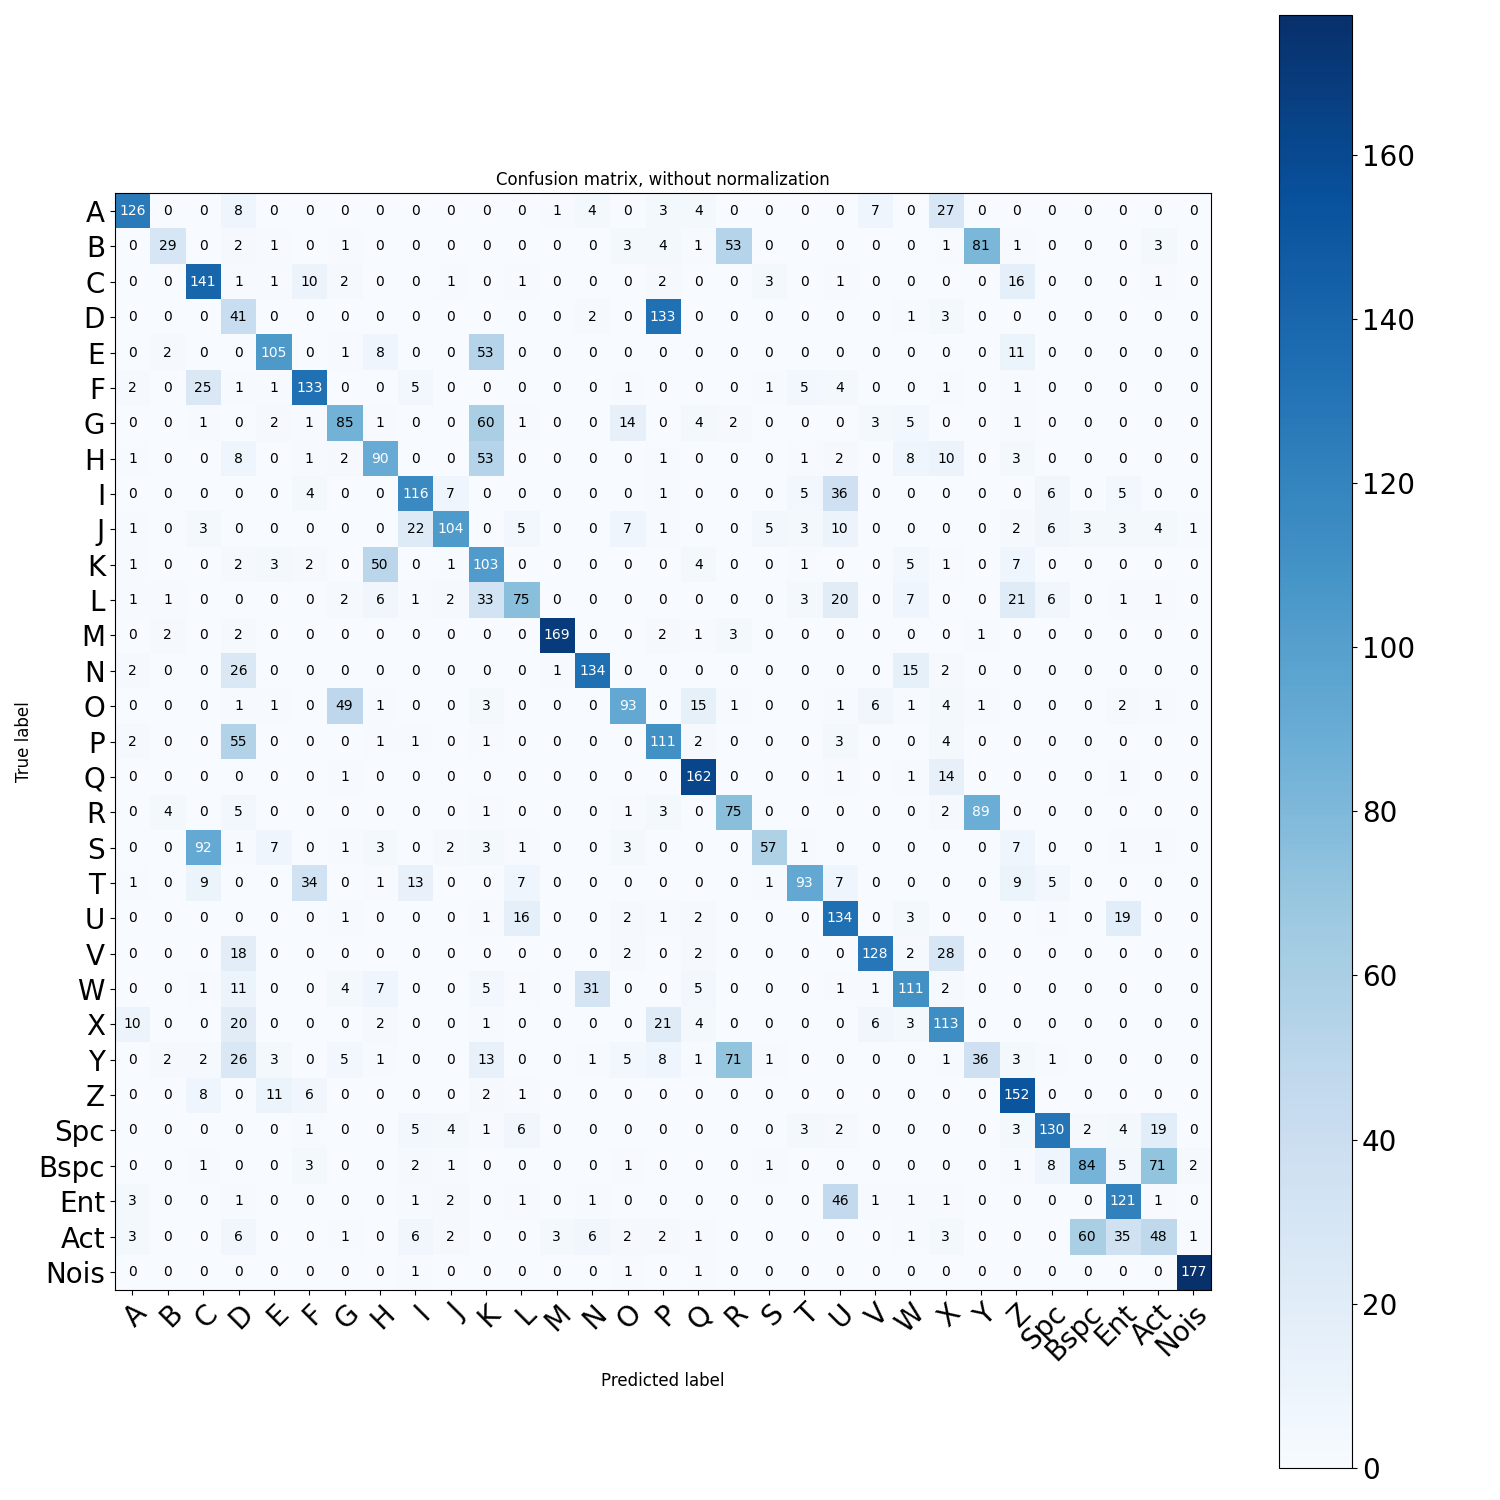 Confusion matrix, without normalization
A 126 0 0 8 0 0 0 0 0 0 0 0 1 4 0 3 4 0 0 0 0 7 0 27 0 0 0 0 0 0 0
B 0 29 0 2 1 0 1 0 0 0 0 0 0 0 3 4 1 53 0 0 0 0 0 1 81 1 0 0 0 3 0
C 0 0 141 1 1 10 2 0 0 1 0 1 0 0 0 2 0 0 3 0 1 0 0 0 0 16 0 0 0 1 0
D 0 0 0 41 0 0 0 0 0 0 0 0 0 2 0 133 0 0 0 0 0 0 1 3 0 0 0 0 0 0 0
E 0 2 0 0 105 0 1 8 0 0 53 0 0 0 0 0 0 0 0 0 0 0 0 0 0 11 0 0 0 0 0
F 2 0 25 1 1 133 0 0 5 0 0 0 0 0 1 0 0 0 1 5 4 0 0 1 0 1 0 0 0 0 0
G 0 0 1 0 2 1 85 1 0 0 60 1 0 0 14 0 4 2 0 0 0 3 5 0 0 1 0 0 0 0 0
H 1 0 0 8 0 1 2 90 0 0 53 0 0 0 0 1 0 0 0 1 2 0 8 10 0 3 0 0 0 0 0
I 0 0 0 0 0 4 0 0 116 7 0 0 0 0 0 1 0 0 0 5 36 0 0 0 0 0 6 0 5 0 0
J 1 0 3 0 0 0 0 0 22 104 0 5 0 0 7 1 0 0 5 3 10 0 0 0 0 2 6 3 3 4 1
K 1 0 0 2 3 2 0 50 0 1 103 0 0 0 0 0 4 0 0 1 0 0 5 1 0 7 0 0 0 0 0
L 1 1 0 0 0 0 2 6 1 2 33 75 0 0 0 0 0 0 0 3 20 0 7 0 0 21 6 0 1 1 0
M 0 2 0 2 0 0 0 0 0 0 0 0 169 0 0 2 1 3 0 0 0 0 0 0 1 0 0 0 0 0 0
N 2 0 0 26 0 0 0 0 0 0 0 0 1 134 0 0 0 0 0 0 0 0 15 2 0 0 0 0 0 0 0
O 0 0 0 1 1 0 49 1 0 0 3 0 0 0 93 0 15 1 0 0 1 6 1 4 1 0 0 0 2 1 0
P 2 0 0 55 0 0 0 1 1 0 1 0 0 0 0 111 2 0 0 0 3 0 0 4 0 0 0 0 0 0 0
Q 0 0 0 0 0 0 1 0 0 0 0 0 0 0 0 0 162 0 0 0 1 0 1 14 0 0 0 0 1 0 0
R 0 4 0 5 0 0 0 0 0 0 1 0 0 0 1 3 0 75 0 0 0 0 0 2 89 0 0 0 0 0 0
S 0 0 92 1 7 0 1 3 0 2 3 1 0 0 3 0 0 0 57 1 0 0 0 0 0 7 0 0 1 1 0
T 1 0 9 0 0 34 0 1 13 0 0 7 0 0 0 0 0 0 1 93 7 0 0 0 0 9 5 0 0 0 0
U 0 0 0 0 0 0 1 0 0 0 1 16 0 0 2 1 2 0 0 0 134 0 3 0 0 0 1 0 19 0 0
V 0 0 0 18 0 0 0 0 0 0 0 0 0 0 2 0 2 0 0 0 0 128 2 28 0 0 0 0 0 0 0
W 0 0 1 11 0 0 4 7 0 0 5 1 0 31 0 0 5 0 0 0 1 1 111 2 0 0 0 0 0 0 0
X 10 0 0 20 0 0 0 2 0 0 1 0 0 0 0 21 4 0 0 0 0 6 3 113 0 0 0 0 0 0 0
Y 0 2 2 26 3 0 5 1 0 0 13 0 0 1 5 8 1 71 1 0 0 0 0 1 36 3 1 0 0 0 0
Z 0 0 8 0 11 6 0 0 0 0 2 1 0 0 0 0 0 0 0 0 0 0 0 0 0 152 0 0 0 0 0
Spc 0 0 0 0 0 1 0 0 5 4 1 6 0 0 0 0 0 0 0 3 2 0 0 0 0 3 130 2 4 19 0
Bspc 0 0 1 0 0 3 0 0 2 1 0 0 0 0 1 0 0 0 1 0 0 0 0 0 0 1 8 84 5 71 2
Ent 3 0 0 1 0 0 0 0 1 2 0 1 0 1 0 0 0 0 0 0 46 1 1 1 0 0 0 0 121 1 0
Act 3 0 0 6 0 0 1 0 6 2 0 0 3 6 2 2 1 0 0 0 0 0 1 3 0 0 0 60 35 48 1
Nois 0 0 0 0 0 0 0 0 1 0 0 0 0 0 1 0 1 0 0 0 0 0 0 0 0 0 0 0 0 0 177
A B C D E F G H I J K L M N O P Q R S T U V W X Y Z Spc Bspc Ent Act Nois
True label
Predicted label
160
140
120
100
80
60
40
20
0